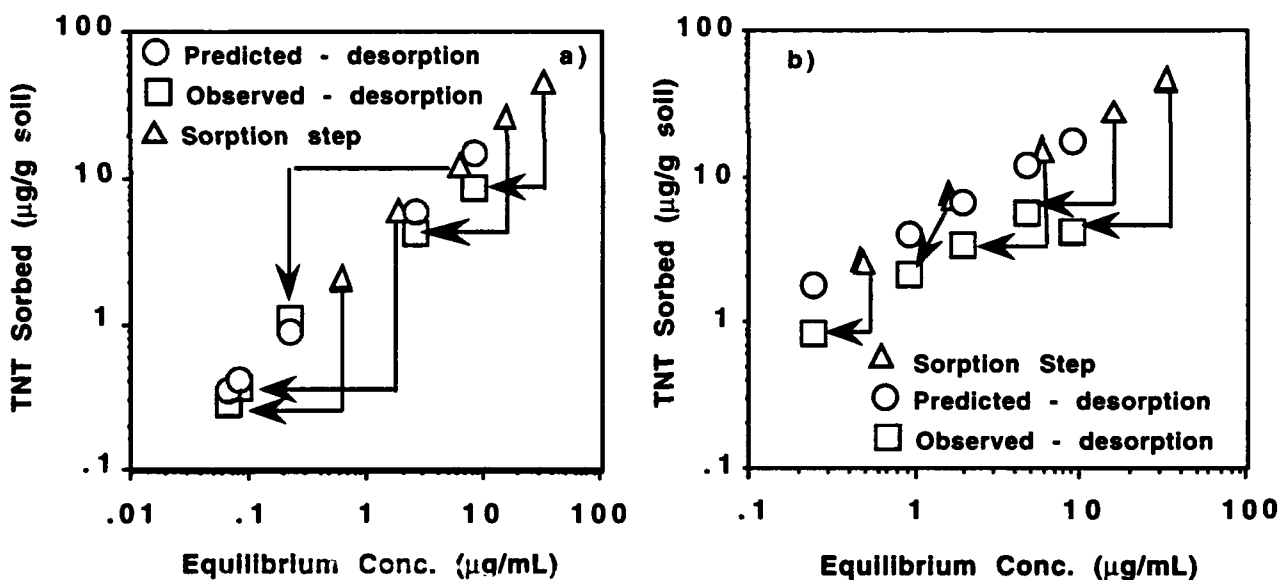 100
10
1
.1
TNT Sorbed (µg/g soil)
Predicted - desorption
Observed - desorption
Sorption step
a)
.01
.1
1
10
100
Equilibrium Conc. (µg/mL)
100
10
1
.1
TNT Sorbed (µg/g soil)
b)
Sorption Step
Predicted - desorption
Observed - desorption
.1
1
10
100
Equilibrium Conc. (µg/mL)